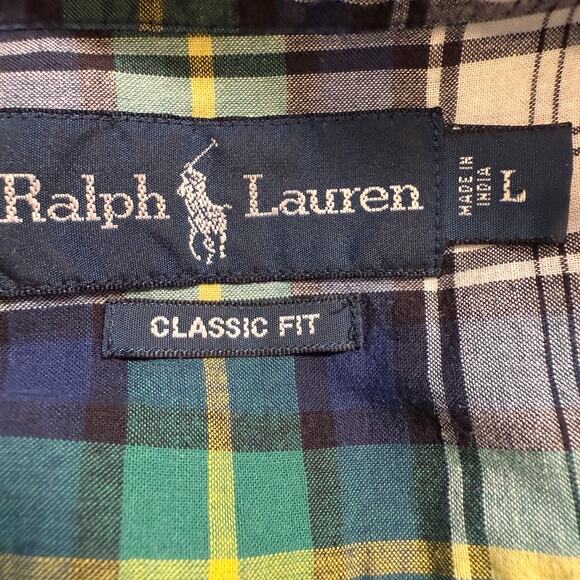 Ralph Lauren
MADE IN
INDIA
L
CLASSIC FIT